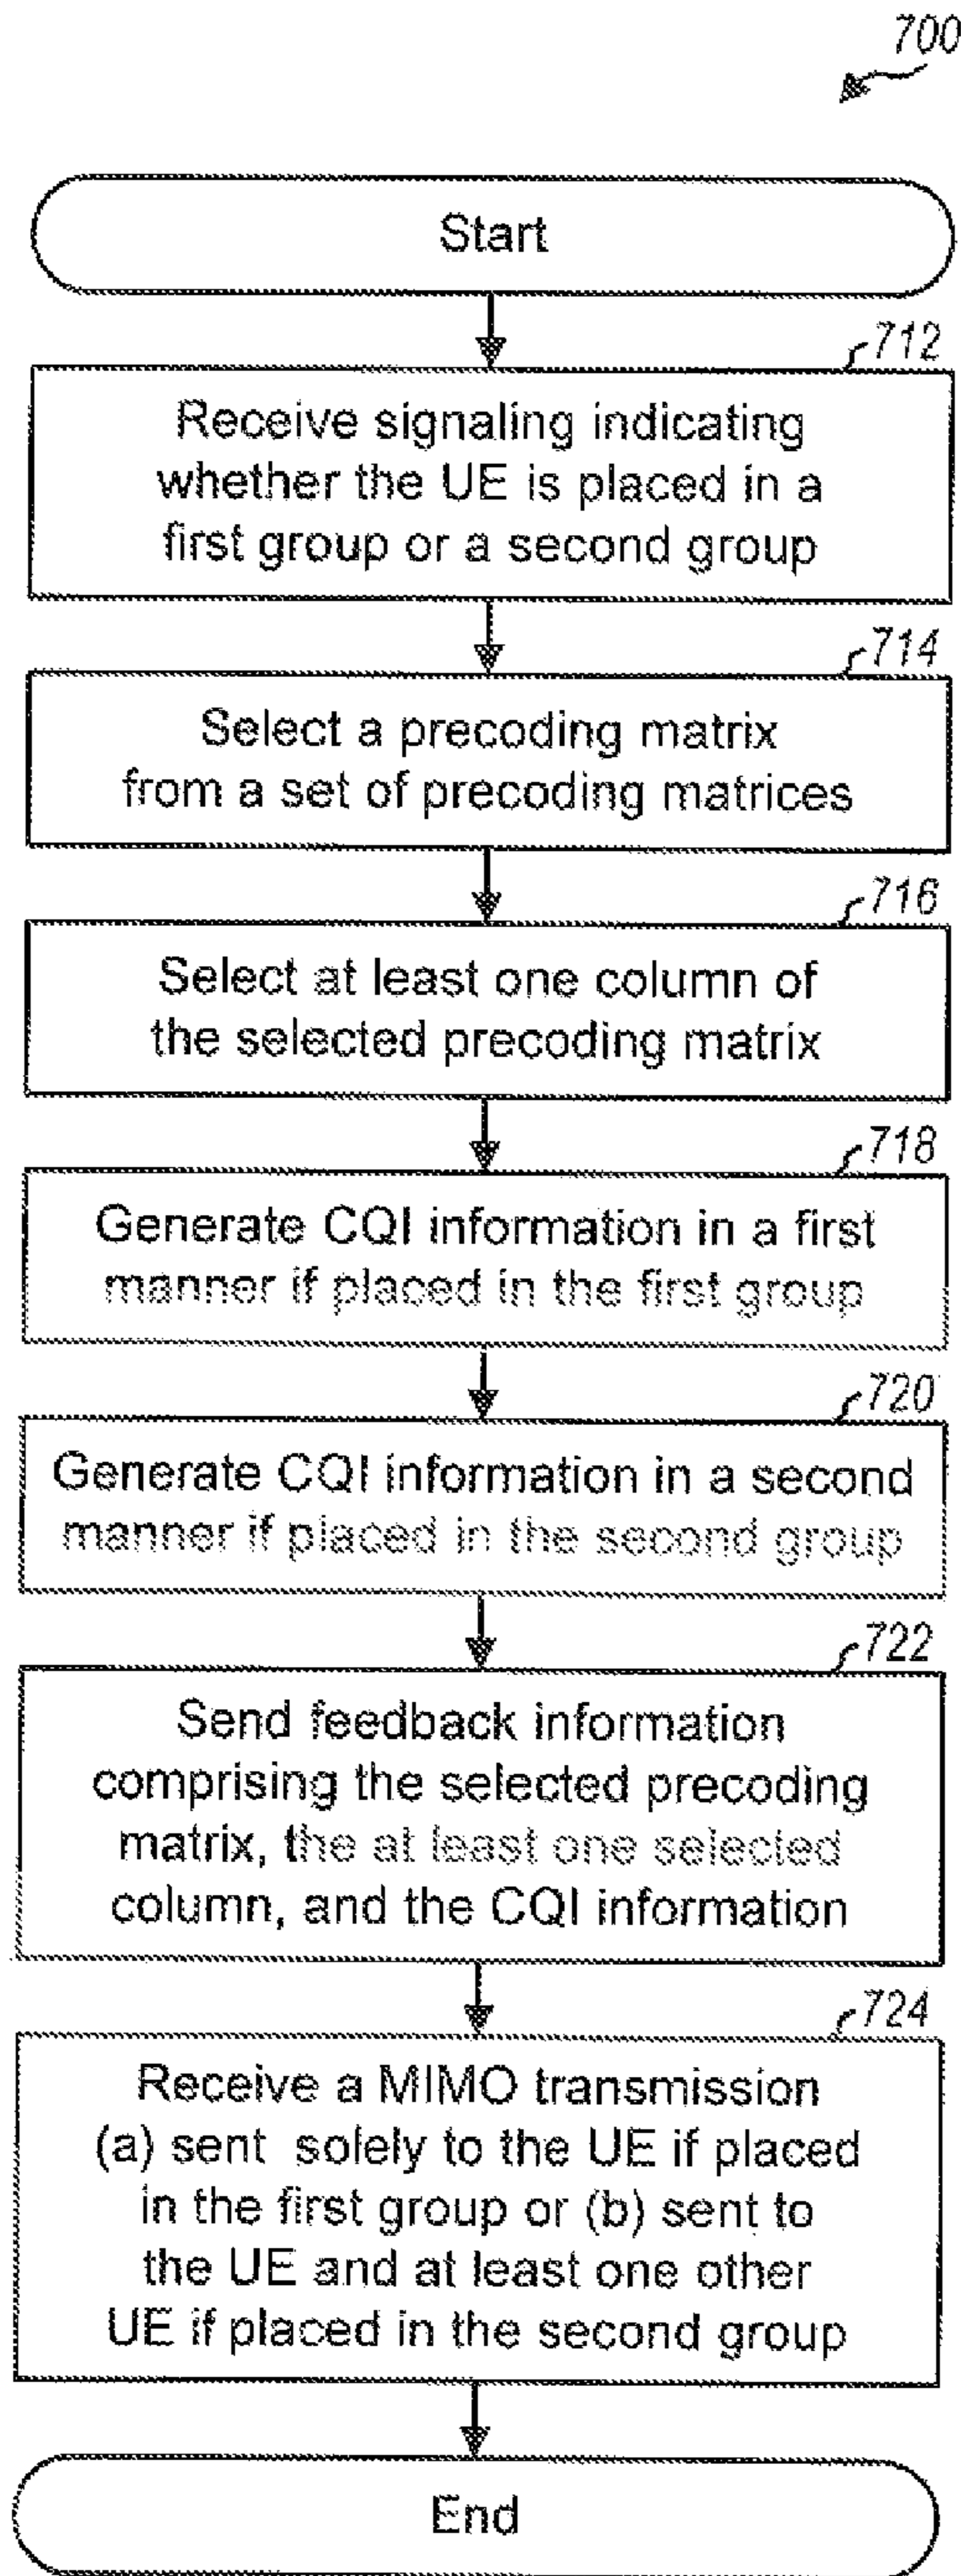 700
Start
712
Receive signaling indicating
whether the UE is placed in a
first group or a second group
714
Select a precoding matrix
from a set of precoding matrices
716
Select at least one column of
the selected precoding matrix
718
Generate CQI information in a first
manner if placed in the first group
720
Generate CQI information in a second
manner if placed in the second group
722
Send feedback information
comprising the selected precoding
matrix, the at least one selected
column, and the CQI information
724
Receive a MIMO transmission
(a) sent solely to the UE if placed
in the first group or (b) sent to
the UE and at least one other
UE if placed in the second group
End